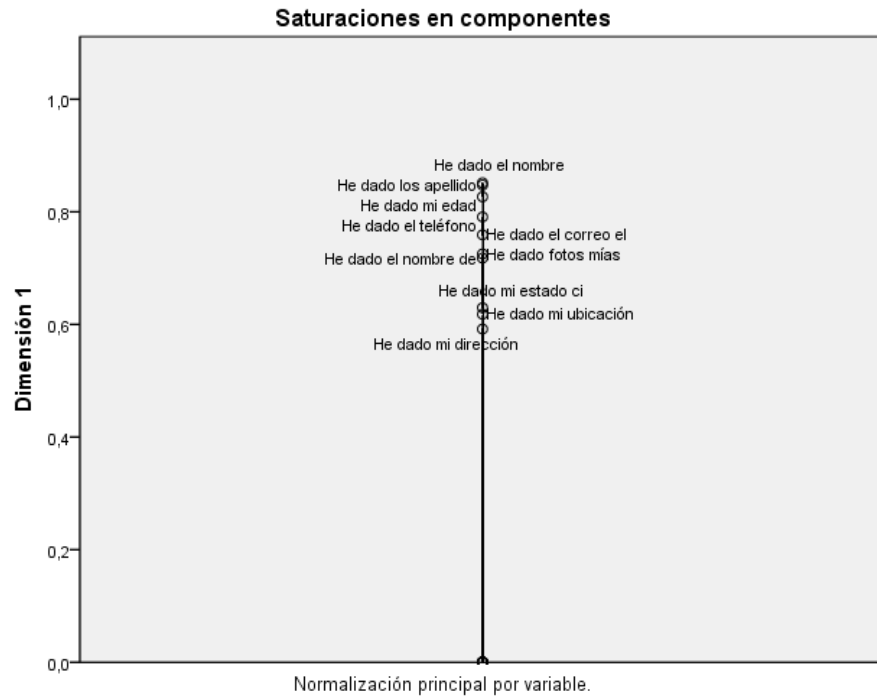 Saturaciones en componentes
1,0
0,8
0,6
0,4
0,2
0,0
Dimensión 1
He dado el nombre
He dado los apellido
He dado mi edad
He dado el teléfono
He dado el correo el
He dado fotos mías
He dado el nombre de
He dado mi estado ci
He dado mi ubicación
He dado mi dirección
Normalización principal por variable.